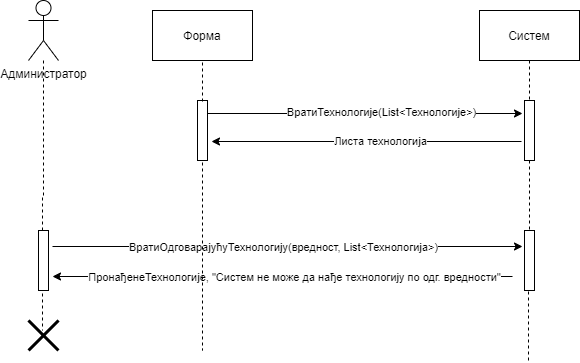 Форма
Систем
Администратор
ВратиТехнологије(List<Технологије>)
Листа технологија
ВратиОдговарајућуТехнологију(вредност, List<Технологија>)
ПронађенеТехнологије, "Систем не може да нађе технологију по одг. вредности"